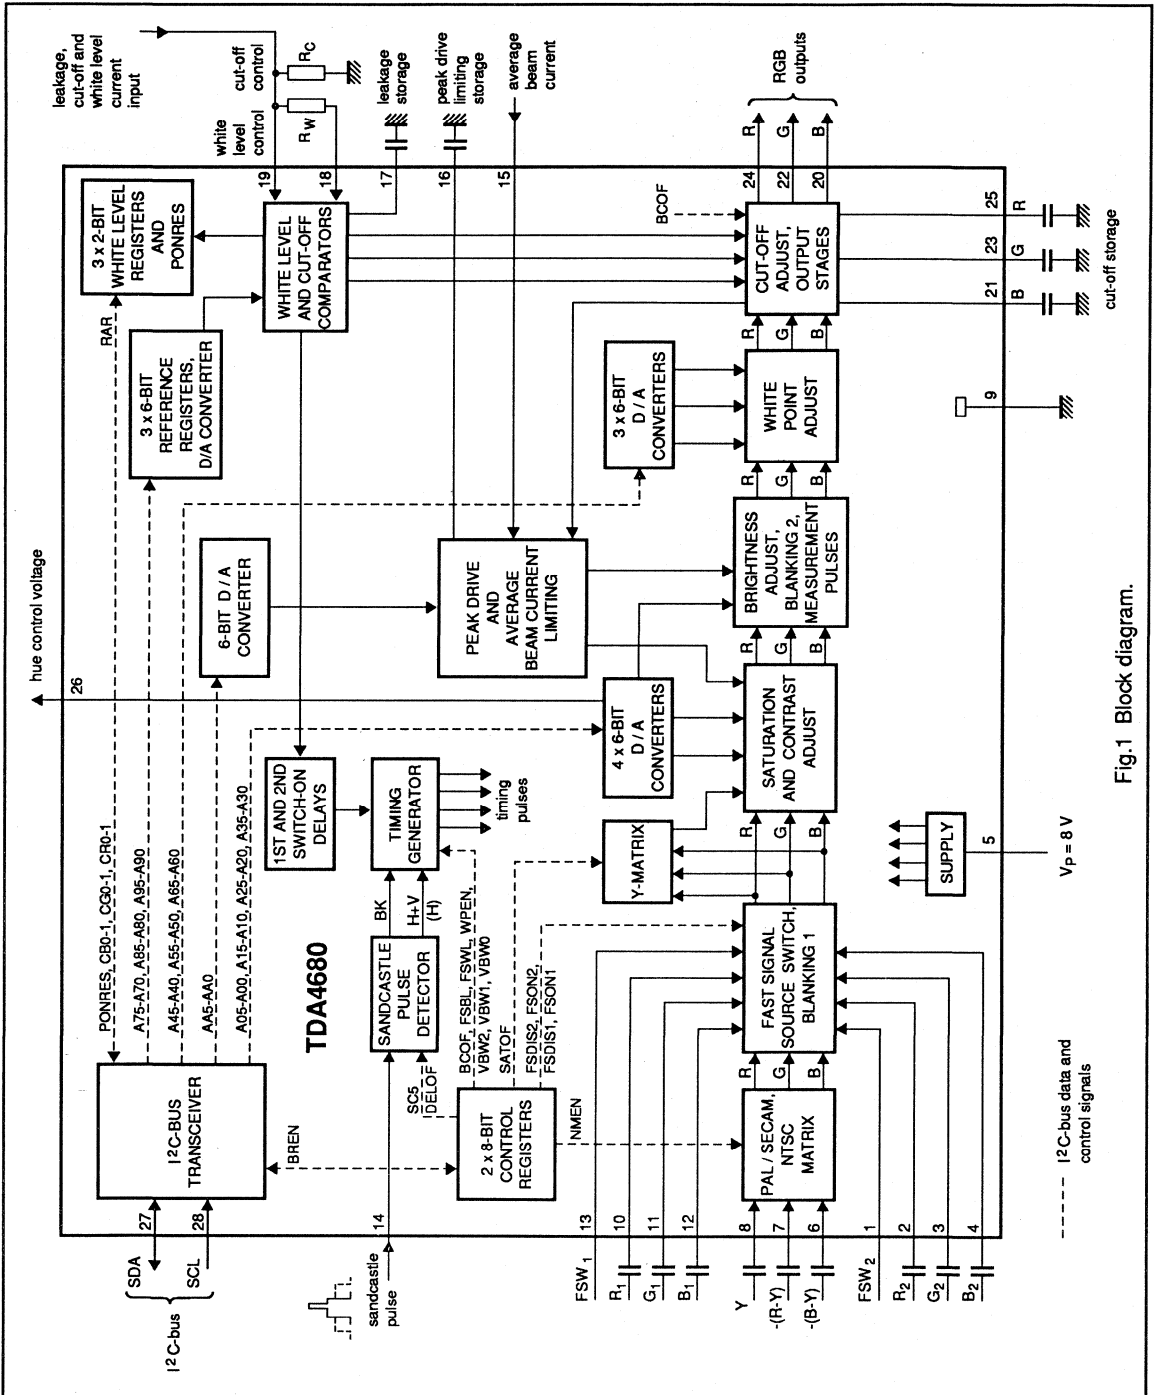 leakage,
cut-off and
white level
current
input
white
level
control
cut-off
control
R W
R C
leakage
storage
peak drive
limiting
storage
average
beam
current
RGB
outputs
R
G
B
hue control voltage
26
19
18
17
16
15
24
22
20
3 x 2-BIT
WHITE LEVEL
REGISTERS
AND
PONRES
RAR
3 x 6-BIT
REFERENCE
REGISTERS,
D/A CONVERTER
WHITE LEVEL
AND CUT-OFF
COMPARATORS
BCOF
CUT-OFF
ADJUST,
OUTPUT
STAGES
25
R
23
G
21
B
cut-off storage
6-BIT D / A
CONVERTER
PEAK DRIVE
AND
AVERAGE
BEAM CURRENT
LIMITING
3 x 6-BIT
D / A
CONVERTERS
R
G
B
WHITE
POINT
ADJUST
9
R
G
B
BRIGHTNESS
ADJUST,
BLANKING 2,
MEASUREMENT
PULSES
R
G
B
PONRES, CB0-1, CG0-1, CR0-1
A75-A70, A85-A80, A95-A90
A45-A40, A55-A50, A65-A60
AA5-AA0
A05-A00, A15-A10, A25-A20, A35-A30
1ST AND 2ND
SWITCH-ON
DELAYS
TIMING
GENERATOR
timing
pulses
4 x 6-BIT
D / A
CONVERTERS
SATURATION
AND CONTRAST
ADJUST
Y-MATRIX
R
G
B
SUPPLY
5
VP = 8 V
TDA4680
BK
H+V
(H)
SANDCASTLE
PULSE
DETECTOR
BCOF, FSBL, FSWL, WPEN,
VBW2, VBW1, VBW0
SATOF
FSDIS2, FSON2,
FSDIS1, FSON1
FAST SIGNAL
SOURCE SWITCH,
BLANKING 1
I2C-BUS
TRANSCEIVER
BREN
SC5
DELOF
2 x 8-BIT
CONTROL
REGISTERS
NMEN
R
G
B
PAL / SECAM,
NTSC
MATRIX
I2C-bus data and
control signals
27
28
14
13
10
11
12
8
7
6
1
2
3
4
SDA
SCL
I2C-bus
sandcastle
pulse
FSW1
R1
G1
B1
Y
-(R-Y)
-(B-Y)
FSW2
R2
G2
B2
Fig.1 Block diagram.